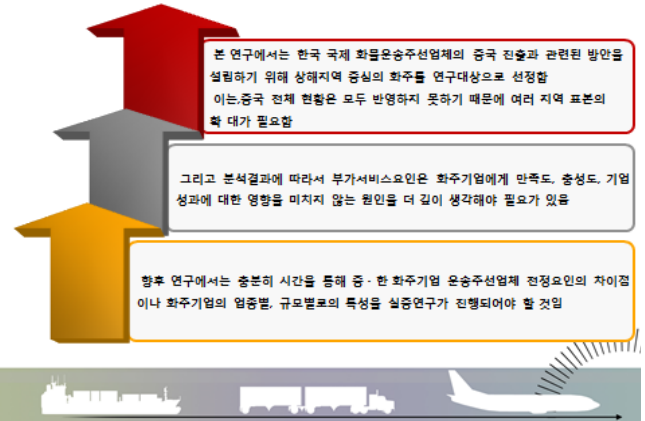 본 연구에서는 한국 국제 화물운송주선업체의 중국 진출과 관련된 방안을
설립하기 위해 상해지역 중심의 화주를 연구대상으로 선정함
이는,중국 전체 현황은 모두 반영하지 못하기 때문에 여러 지역 표본의
확 대가 필요함
그리고 분석결과에 따라서 부가서비스요인은 화주기업에게 만족도, 충성도, 기업
성과에 대한 영향을 미치지 않는 원인을 더 깊이 생각해야 필요가 있음
향후 연구에서는 충분히 시간을 통해 중 · 한 화주기업 운송주선업체 전정요인의 차이점
이나 화주기업의 업종별, 규모별로의 특성을 실증연구가 진행되어야 할 것임